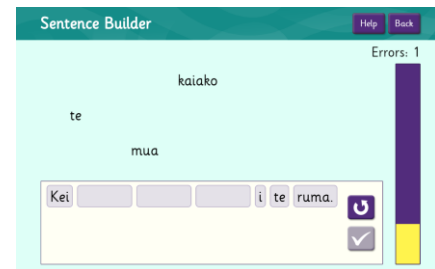 Sentence Builder
Help
Back
Errors: 1
kaiako
te
mua
Kei i te ruma.